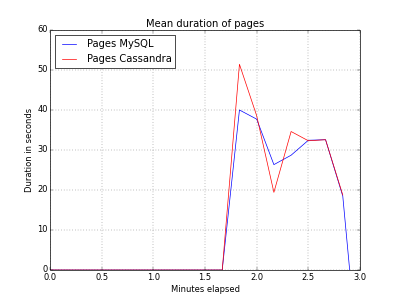 Mean duration of pages
Pages MySQL
Pages Cassandra
Duration in seconds
60
50
40
30
20
10
0
0.0 0.5 1.0 1.5 2.0 2.5 3.0
Minutes elapsed